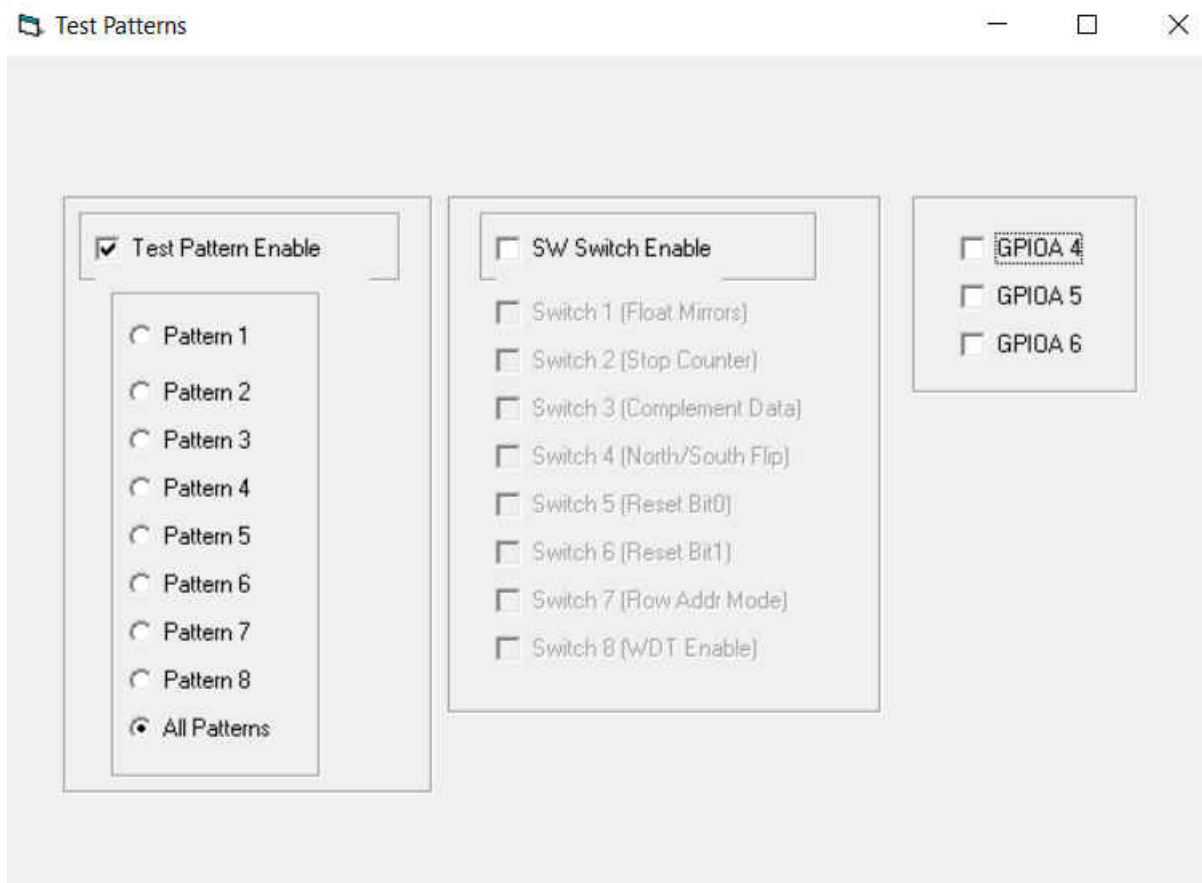 Test Patterns
Test Pattern Enable
Pattern 1
Pattern 2
Pattern 3
Pattern 4
Pattern 5
Pattern 6
Pattern 7
Pattern 8
All Patterns
SW Switch Enable
Switch 1 (Float Mirrors)
Switch 2 (Stop Counter)
Switch 3 (Complement Data)
Switch 4 (North/South Flip)
Switch 5 (Reset Bit0)
Switch 6 (Reset Bit1)
Switch 7 (Row Addr Mode)
Switch 8 (WDT Enable)
GPIOA 4
GPIOA 5
GPIOA 6